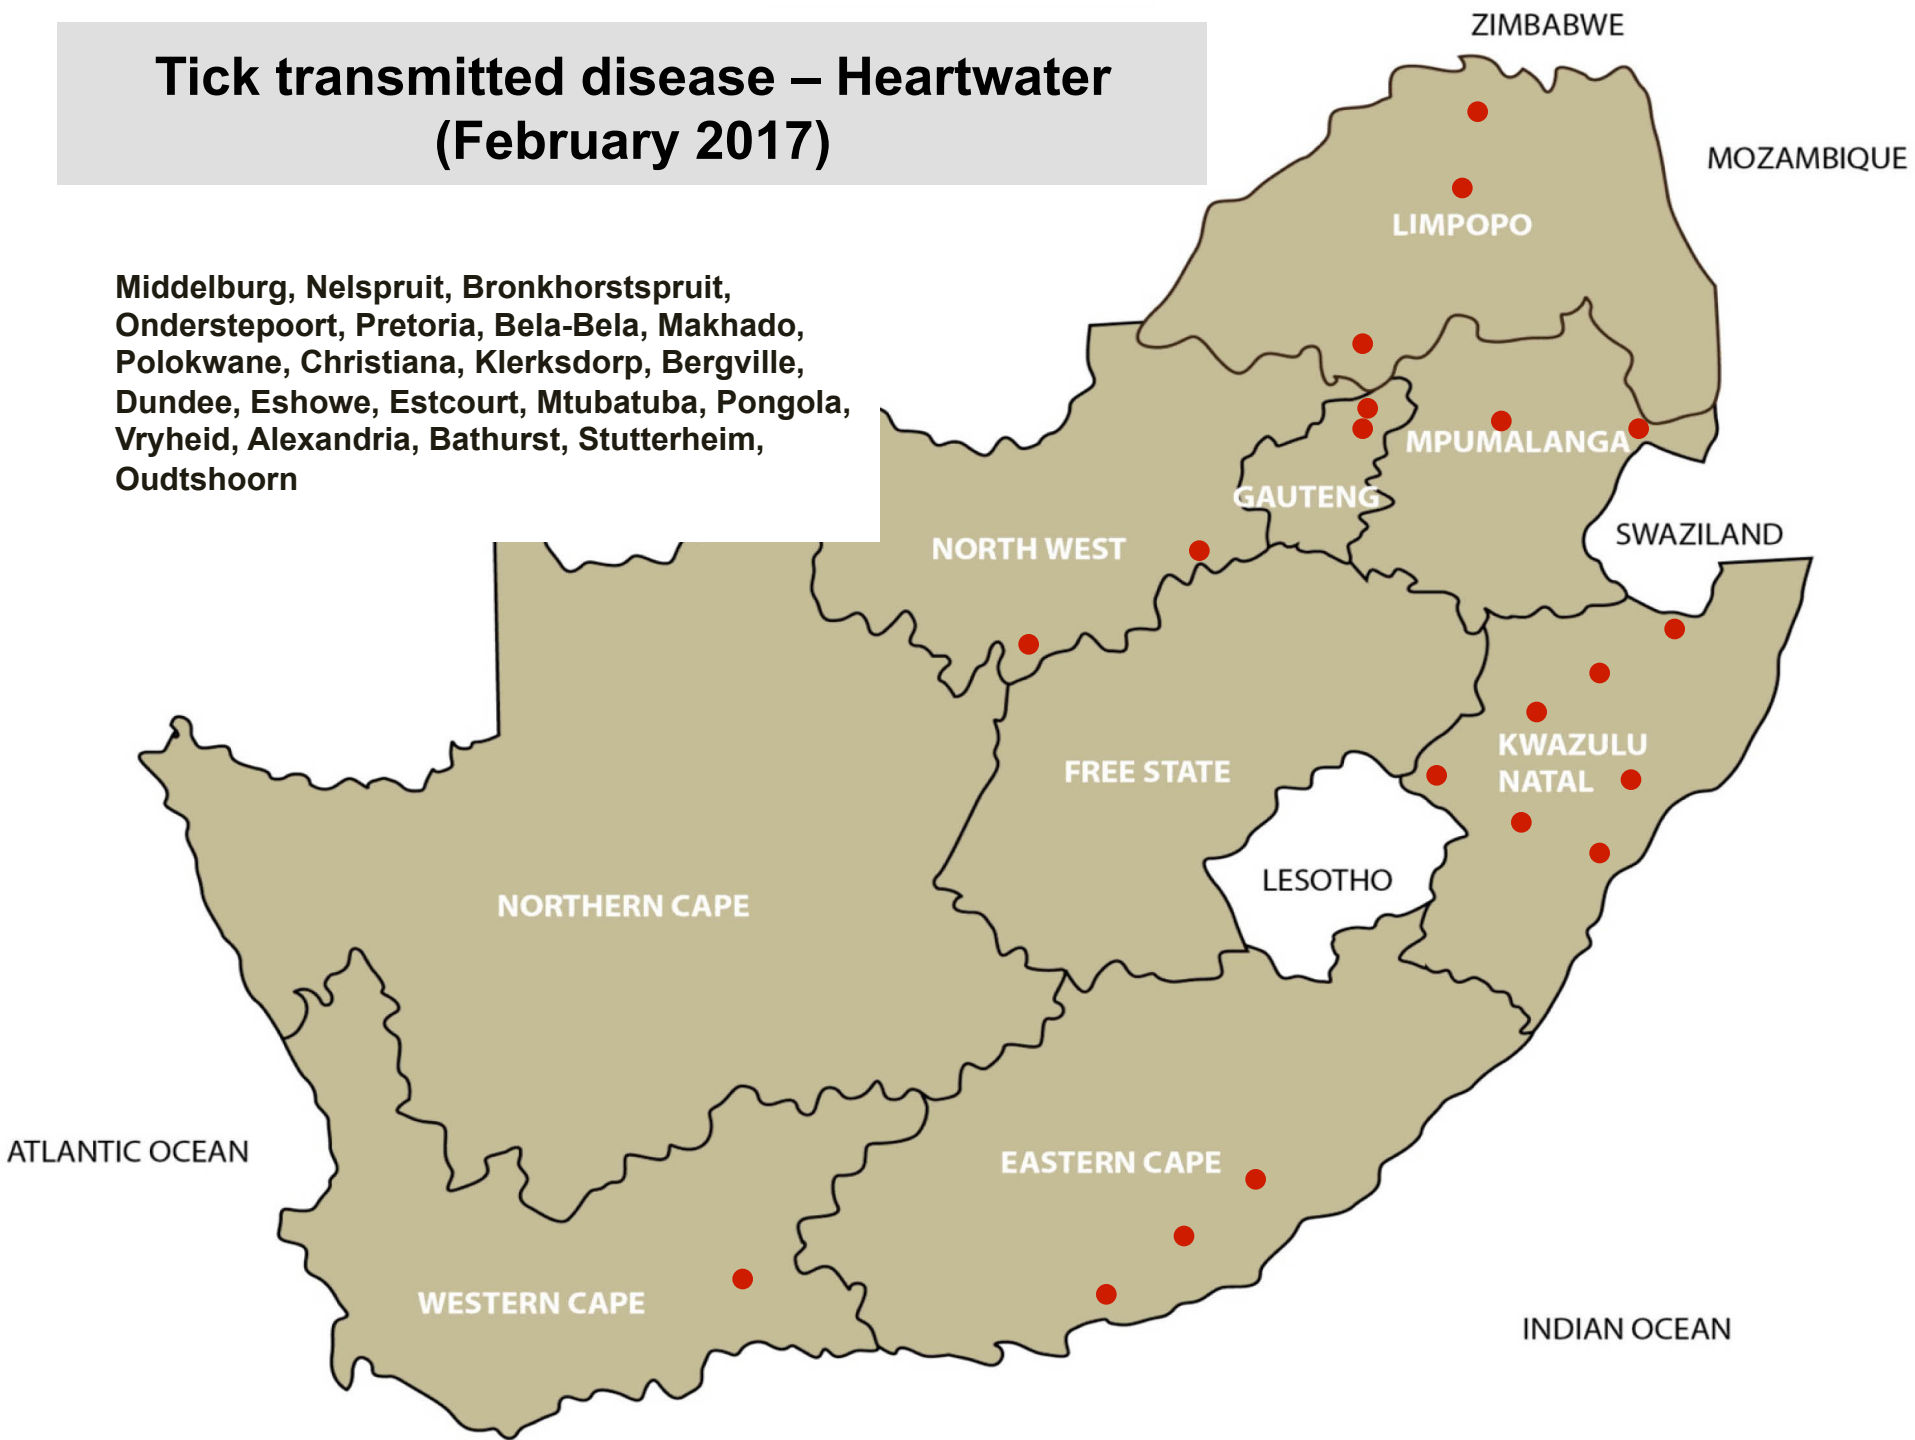 Tick transmitted disease – Heartwater
(February 2017)
Middelburg, Nelspruit, Bronkhorstspruit,
Onderstepoort, Pretoria, Bela-Bela, Makhado,
Polokwane, Christiana, Klerksdorp, Bergville,
Dundee, Eshowe, Estcourt, Mtubatuba, Pongola,
Vryheid, Alexandria, Bathurst, Stutterheim,
Oudtshoorn
ZIMBABWE
MOZAMBIQUE
LIMPOPO
MPUMALANGA
GAUTENG
NORTH WEST
SWAZILAND
KWAZULU
NATAL
FREE STATE
LESOTHO
NORTHERN CAPE
ATLANTIC OCEAN
EASTERN CAPE
WESTERN CAPE
INDIAN OCEAN